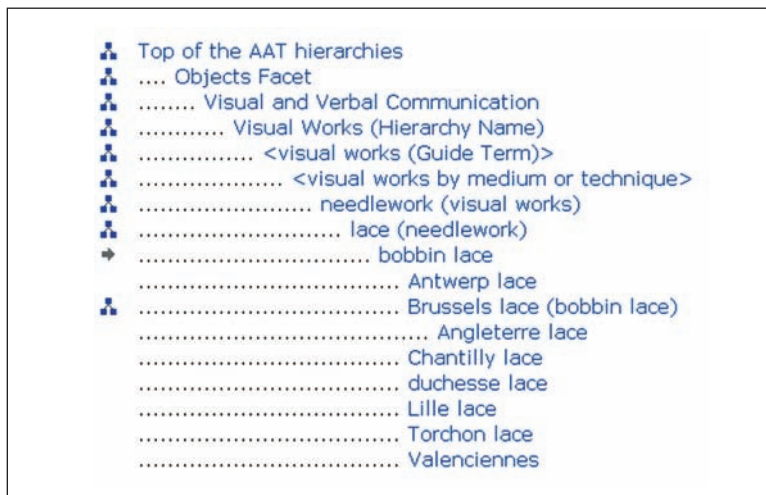 Top of the AAT hierarchies
.... Objects Facet
........ Visual and Verbal Communication
............ Visual Works (Hierarchy Name)
................ <visual works (Guide Term)>
.................... <visual works by medium or technique>
........................ needlework (visual works)
............................ lace (needlework)
................................ bobbin lace
.................................... Antwerp lace
.................................... Brussels lace (bobbin lace)
........................................ Angleterre lace
.................................... Chantilly lace
.................................... duchesse lace
.................................... Lille lace
.................................... Torchon lace
.................................... Valenciennes